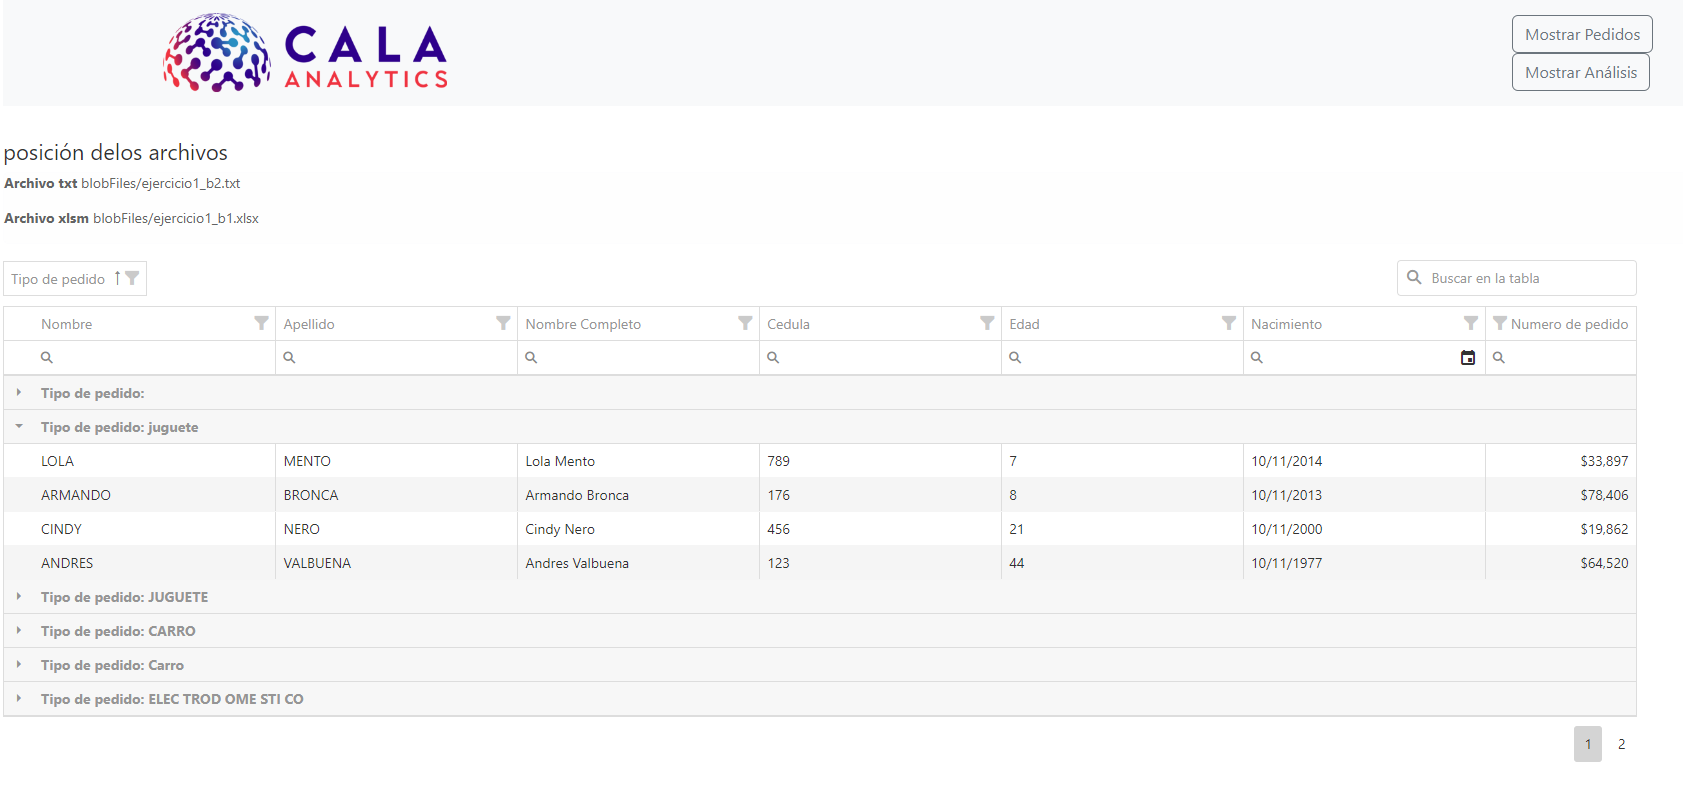 CALA
ANALYTICS
Mostrar Pedidos
Mostrar Análisis
posición delos archivos
Archivo txt blobFiles/ejercicio1_b2.txt
Archivo xlsm blobFiles/ejercicio1_b1.xlsx
Tipo de pedido ↑
Buscar en la tabla
Nombre Apellido Nombre Completo Cedula Edad Nacimiento Numero de pedido
Tipo de pedido:
Tipo de pedido: juguete
LOLA MENTO Lola Mento 789 7 10/11/2014 $33,897
ARMANDO BRONCA Armando Bronca 176 8 10/11/2013 $78,406
CINDY NERO Cindy Nero 456 21 10/11/2000 $19,862
ANDRES VALBUENA Andres Valbuena 123 44 10/11/1977 $64,520
Tipo de pedido: JUGUETE
Tipo de pedido: CARRO
Tipo de pedido: Carro
Tipo de pedido: ELEC TROD OME STI CO
1 2